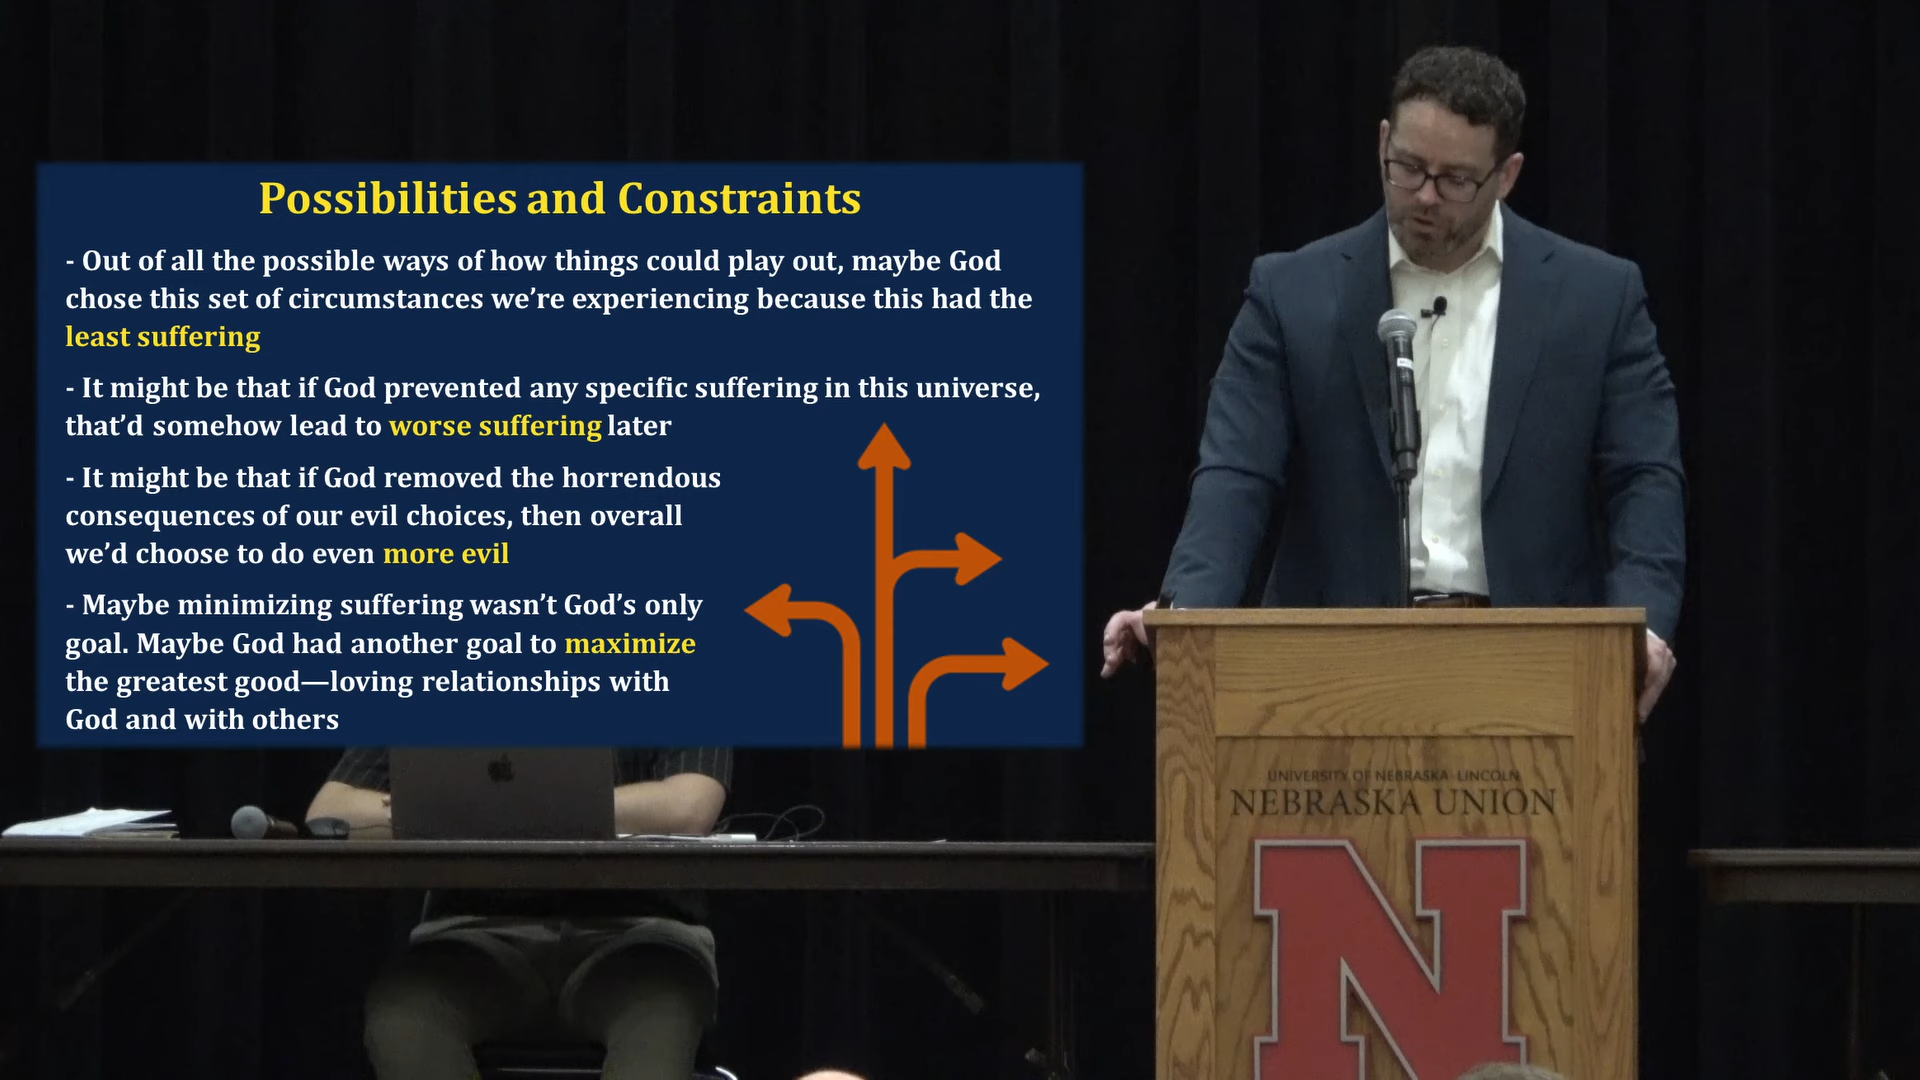 Possibilities and Constraints
- Out of all the possible ways of how things could play out, maybe God
chose this set of circumstances we’re experiencing because this had the
least suffering
- It might be that if God prevented any specific suffering in this universe,
that’d somehow lead to worse suffering later
- It might be that if God removed the horrendous
consequences of our evil choices, then overall
we’d choose to do even more evil
- Maybe minimizing suffering wasn’t God’s only
goal. Maybe God had another goal to maximize
the greatest good—loving relationships with
God and with others
UNIVERSITY OF NEBRASKA-LINCOLN
NEBRASKA UNION
N